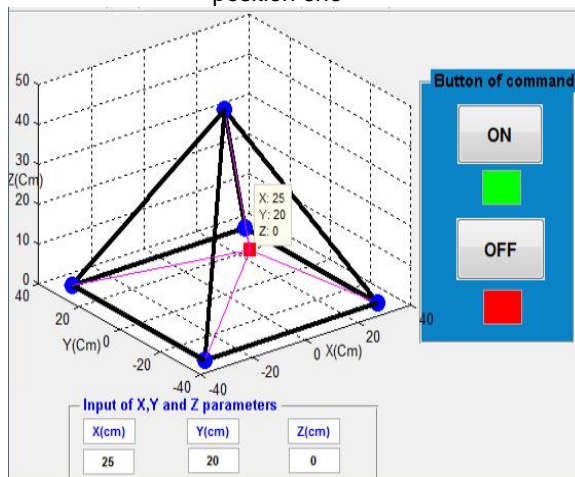 position one
50
40
30
Z(Cm)
20
10
0
40
20
Y(Cm)
0
-20
-40
-40
-20
0
X(Cm)
20
40
X: 25
Y: 20
Z: 0
Button of command
ON
OFF
Input of X,Y and Z parameters
X(cm) Y(cm) Z(cm)
25 20 0